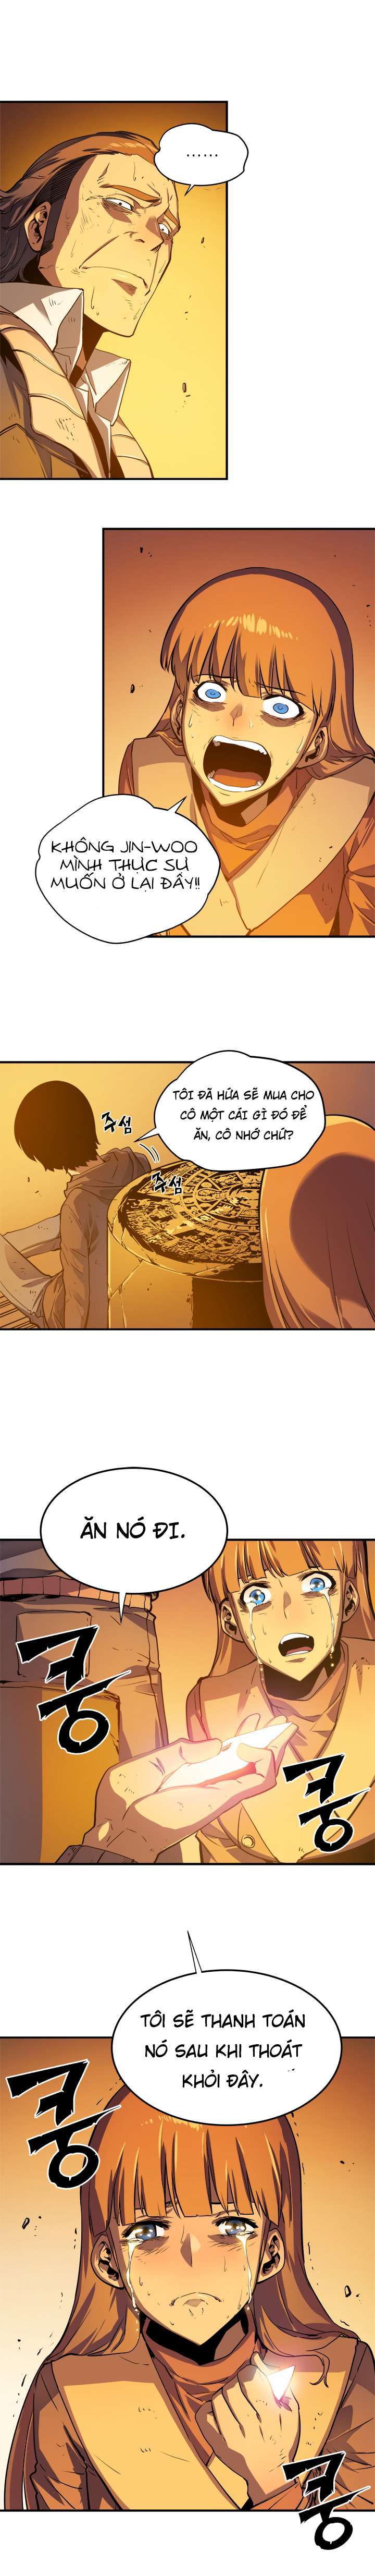 ......
KHÔNG JIN-WOO
MÌNH THỰC SỰ
MUỐN Ở LẠI ĐẤY!!
TÔI ĐÃ HỨA SẼ MUA CHO
CÔ MỘT CÁI GÌ ĐÓ ĐỂ
ĂN, CÔ NHỚ CHỨ?
주섬
주섬
ĂN NÓ ĐI.
쿵
쿵
TÔI SẼ THANH TOÁN
NÓ SAU KHI THOÁT
KHỎI ĐÂY.
쿵
쿵